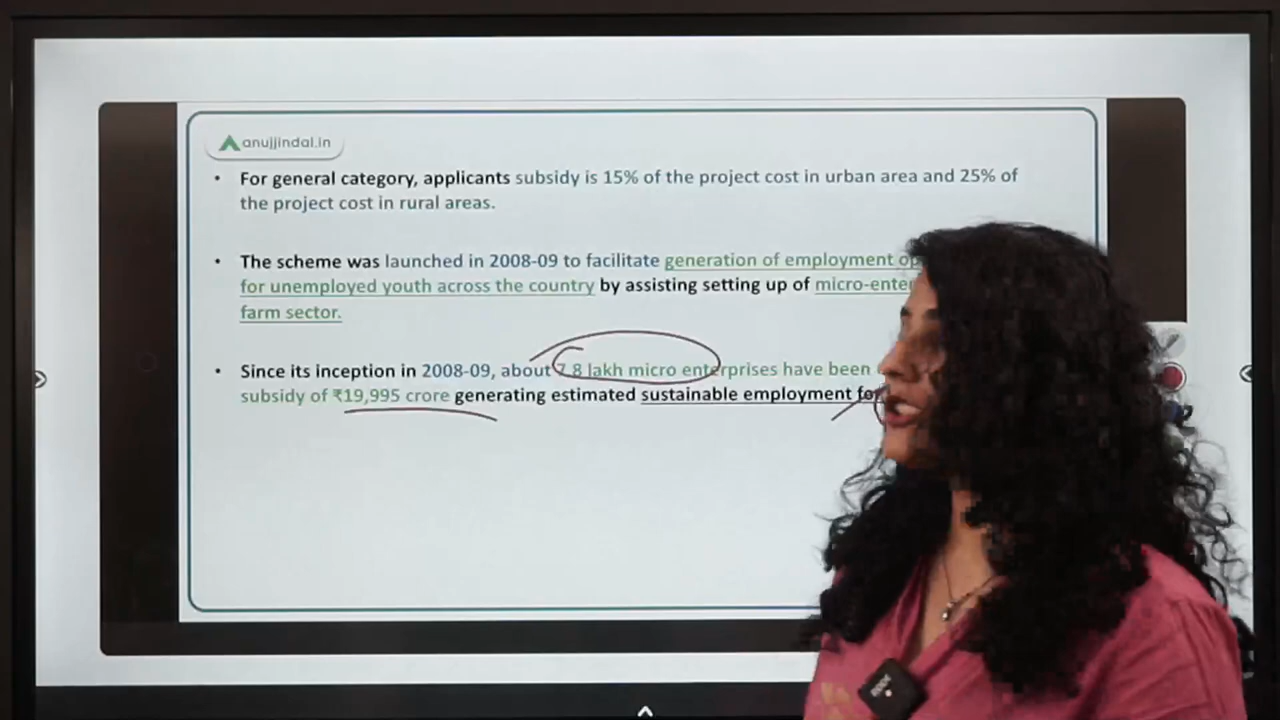 anujjindal.in
• For general category, applicants subsidy is 15% of the project cost in urban area and 25% of
the project cost in rural areas.
• The scheme was launched in 2008-09 to facilitate generation of employment
for unemployed youth across the country by assisting setting up of
farm sector.
• Since its inception in 2008-09, about 7.8 lakh micro enterprises have been
subsidy of ₹19,995 crore generating estimated sustainable employment for